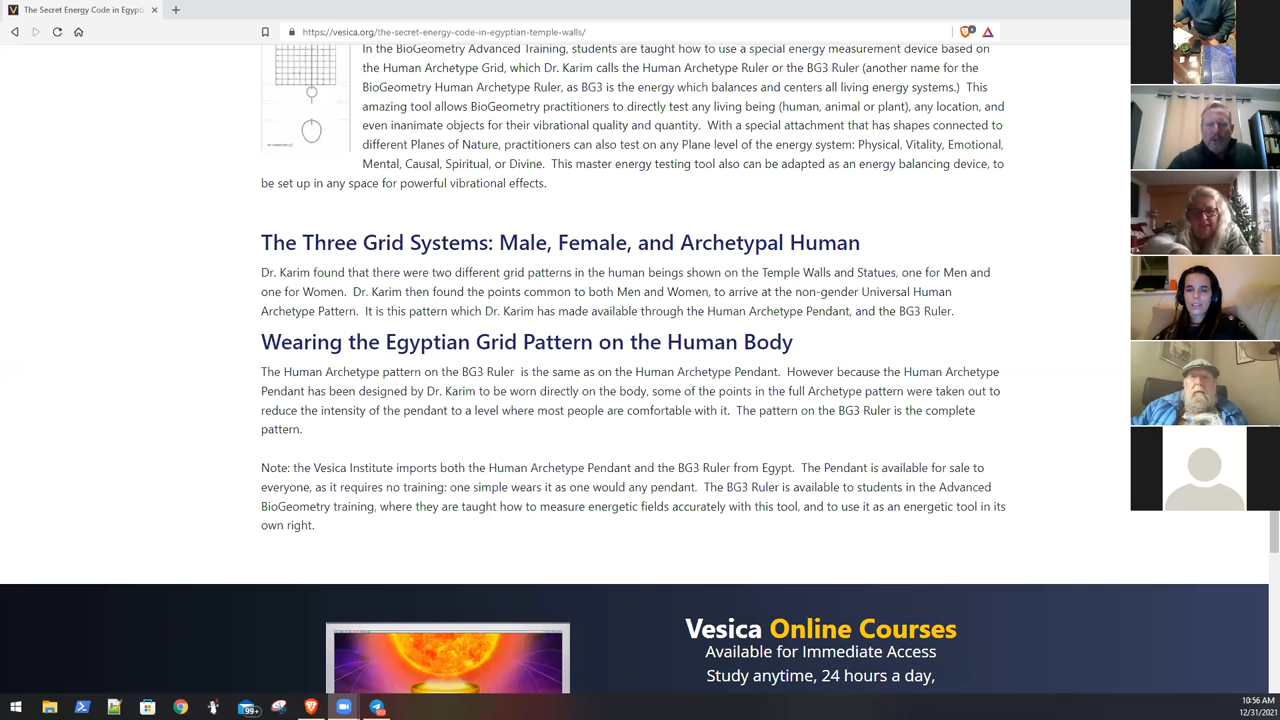 The Secret Energy Code in Egypti
https://vesica.org/the-secret-energy-code-in-egyptian-temple-walls/
In the BioGeometry Advanced Training, students are taught how to use a special energy measurement device based on
the Human Archetype Grid, which Dr. Karim calls the Human Archetype Ruler or the BG3 Ruler (another name for the
BioGeometry Human Archetype Ruler, as BG3 is the energy which balances and centers all living energy systems.)  This
amazing tool allows BioGeometry practitioners to directly test any living being (human, animal or plant), any location, and
even inanimate objects for their vibrational quality and quantity.  With a special attachment that has shapes connected to
different Planes of Nature, practitioners can also test on any Plane level of the energy system: Physical, Vitality, Emotional,
Mental, Causal, Spiritual, or Divine.  This master energy testing tool also can be adapted as an energy balancing device, to
be set up in any space for powerful vibrational effects.
The Three Grid Systems: Male, Female, and Archetypal Human
Dr. Karim found that there were two different grid patterns in the human beings shown on the Temple Walls and Statues, one for Men and
one for Women.  Dr. Karim then found the points common to both Men and Women, to arrive at the non-gender Universal Human
Archetype Pattern.  It is this pattern which Dr. Karim has made available through the Human Archetype Pendant, and the BG3 Ruler.
Wearing the Egyptian Grid Pattern on the Human Body
The Human Archetype pattern on the BG3 Ruler  is the same as on the Human Archetype Pendant.  However because the Human Archetype
Pendant has been designed by Dr. Karim to be worn directly on the body, some of the points in the full Archetype pattern were taken out to
reduce the intensity of the pendant to a level where most people are comfortable with it.  The pattern on the BG3 Ruler is the complete
pattern.
Note: the Vesica Institute imports both the Human Archetype Pendant and the BG3 Ruler from Egypt.  The Pendant is available for sale to
everyone, as it requires no training: one simple wears it as one would any pendant.  The BG3 Ruler is available to students in the Advanced
BioGeometry training, where they are taught how to measure energetic fields accurately with this tool, and to use it as an energetic tool in its
own right.
Vesica Online Courses
Available for Immediate Access
Study anytime, 24 hours a day,
99+
10:56 AM
12/31/2021